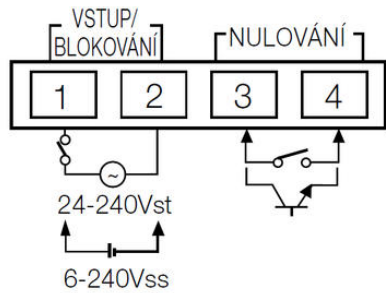 VSTUP/
BLOKOVÁNÍ
NULOVÁNÍ
1 2 3 4
~
24-240Vst
6-240Vss